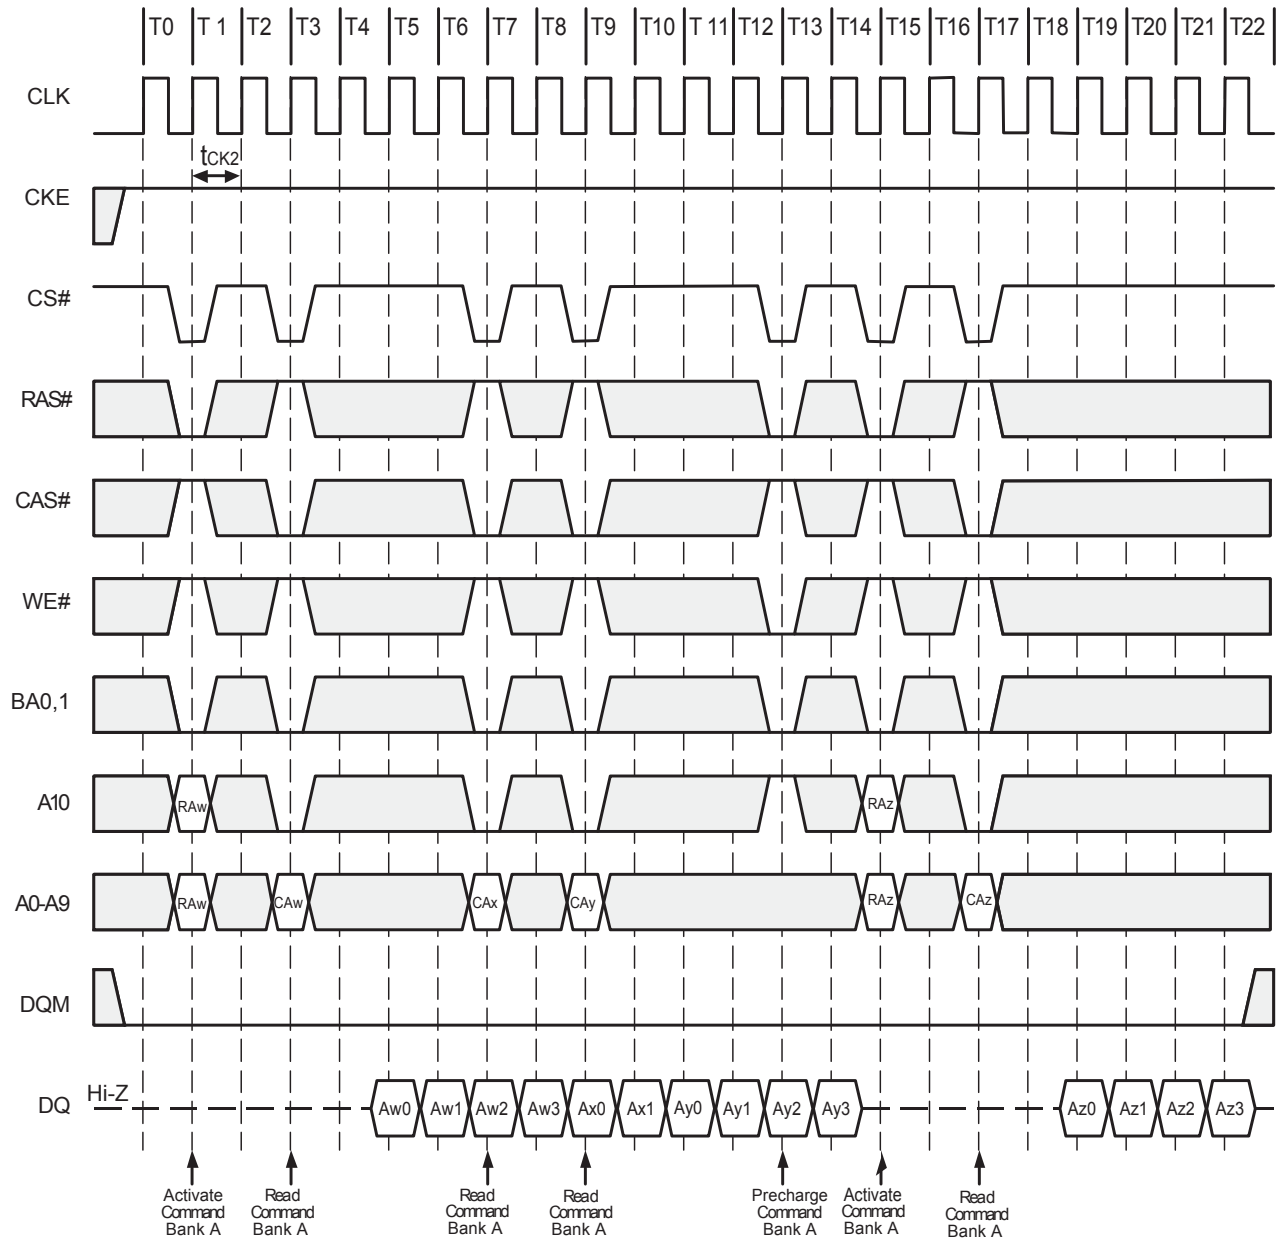 T0 T 1 T2 T3 T4 T5 T6 T7 T8 T9 T10 T 11 T12 T13 T14 T15 T16 T17 T18 T19 T20 T21 T22
CLK
tCK2
CKE
CS#
RAS#
CAS#
WE#
BA0,1
A10 RAw RAz
A0-A9 RAw CAw CAx CAy RAz CAz
DQM
Hi-Z
DQ Aw0 Aw1 Aw2 Aw3 Ax0 Ax1 Ay0 Ay1 Ay2 Ay3 Az0 Az1 Az2 Az3
Activate
Command
Bank A
Read
Command
Bank A
Read
Command
Bank A
Read
Command
Bank A
Precharge
Command
Bank A
Activate
Command
Bank A
Read
Command
Bank A